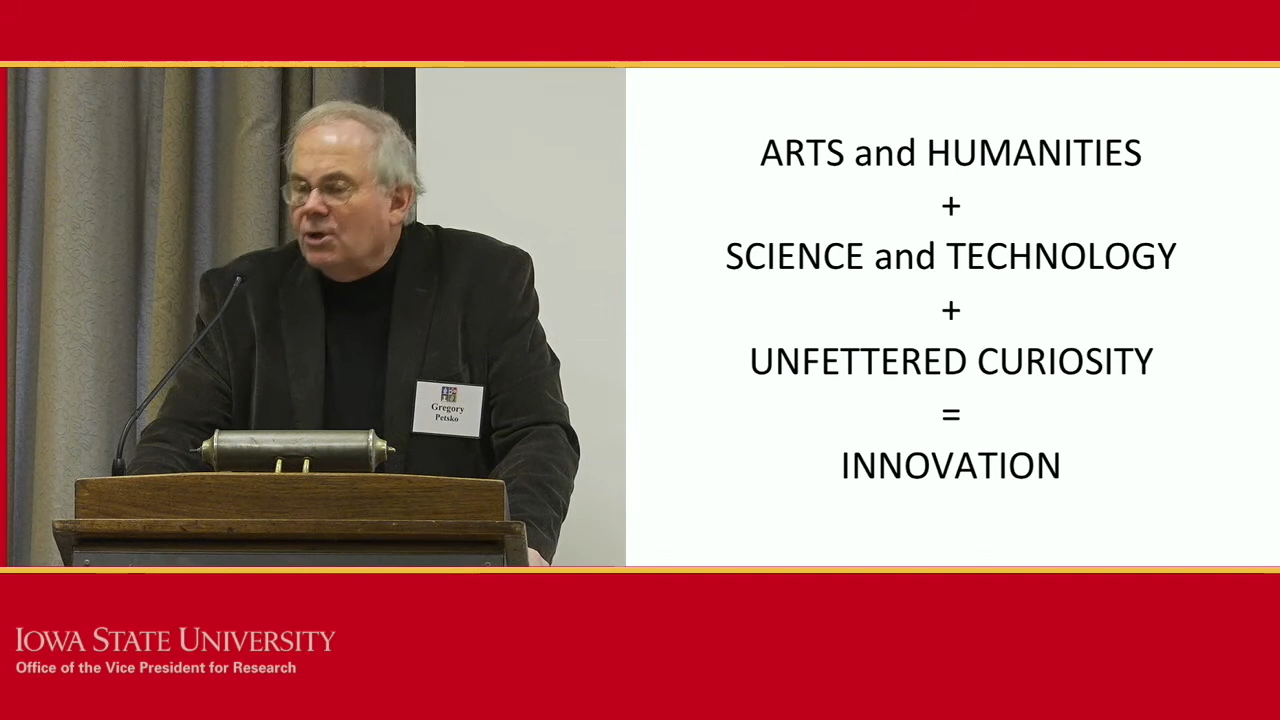 ARTS and HUMANITIES
+
SCIENCE and TECHNOLOGY
+
UNFETTERED CURIOSITY
=
INNOVATION
Gregory
Petsko
IOWA STATE UNIVERSITY
Office of the Vice President for Research